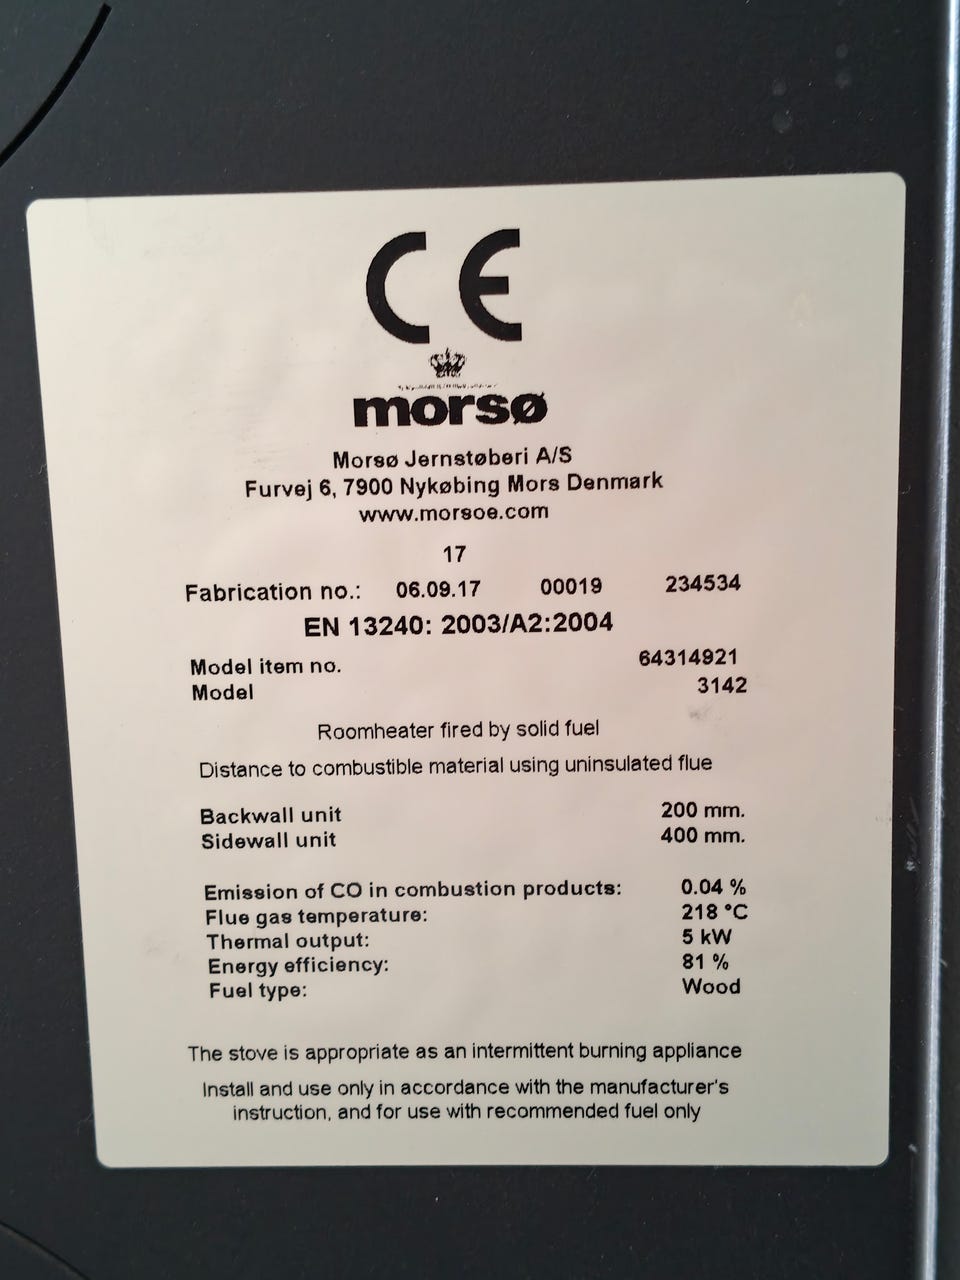 CE
morsø
Morsø Jernstøberi A/S
Furvej 6, 7900 Nykøbing Mors Denmark
www.morsoe.com
17
Fabrication no.: 06.09.17 00019 234534
EN 13240: 2003/A2:2004
Model item no. 64314921
Model 3142
Roomheater fired by solid fuel
Distance to combustible material using uninsulated flue
Backwall unit 200 mm.
Sidewall unit 400 mm.
Emission of CO in combustion products: 0.04 %
Flue gas temperature: 218 °C
Thermal output: 5 kW
Energy efficiency: 81 %
Fuel type: Wood
The stove is appropriate as an intermittent burning appliance
Install and use only in accordance with the manufacturer's
instruction, and for use with recommended fuel only